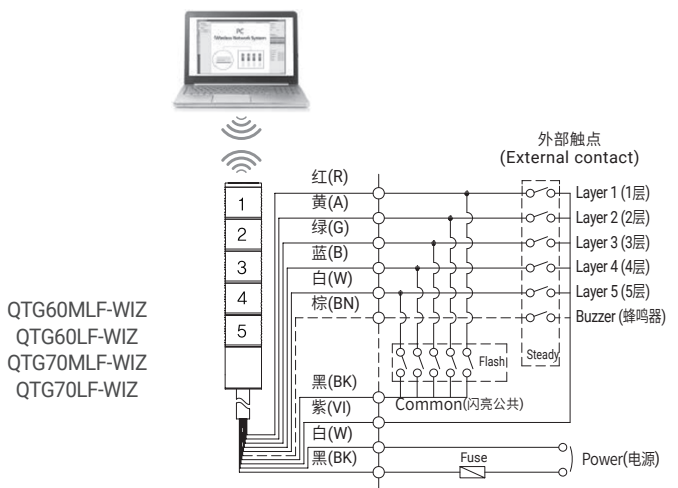 PC
Wireless Network System
外部触点
(External contact)
红(R)
黄(A)
绿(G)
蓝(B)
白(W)
棕(BN)
Layer 1 (1层)
Layer 2 (2层)
Layer 3 (3层)
Layer 4 (4层)
Layer 5 (5层)
Buzzer (蜂鸣器)
1
2
3
4
5
QTG60MLF-WIZ
QTG60LF-WIZ
QTG70MLF-WIZ
QTG70LF-WIZ
Flash
Steady
黑(BK)
Common(闪亮公共)
紫(VI)
白(W)
黑(BK)
Fuse
Power(电源)